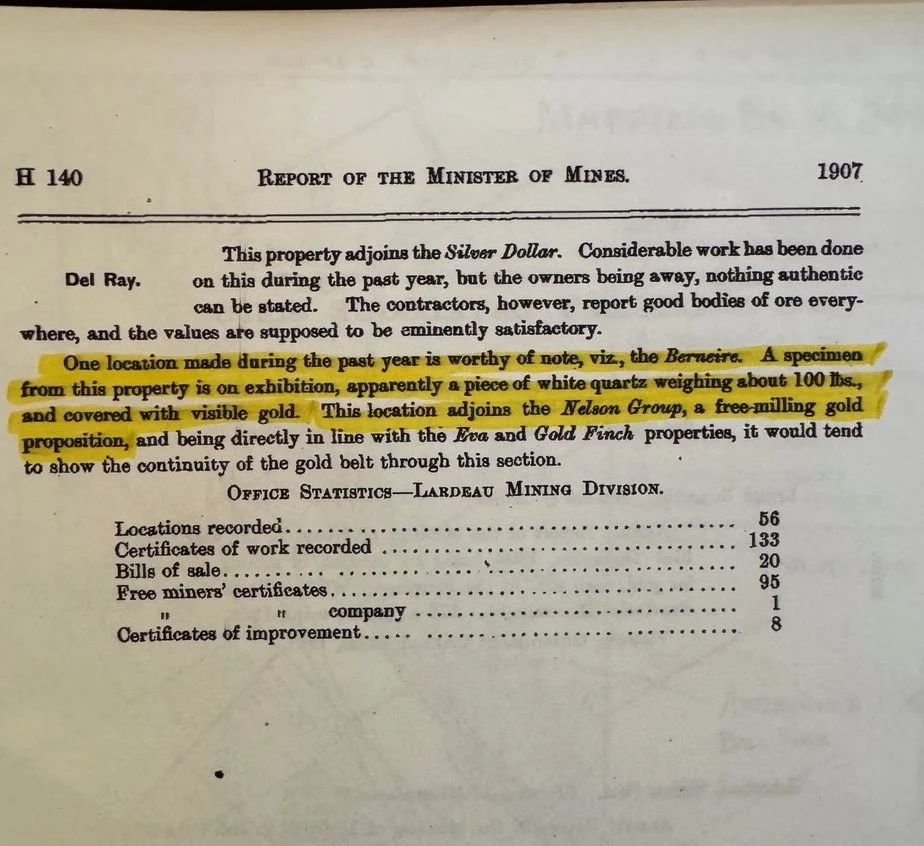 H 140 REPORT OF THE MINISTER OF MINES. 1907
This property adjoins the Silver Dollar. Considerable work has been done
Del Ray. on this during the past year, but the owners being away, nothing authentic
can be stated. The contractors, however, report good bodies of ore every-
where, and the values are supposed to be eminently satisfactory.
One location made during the past year is worthy of note, viz., the Berneire. A specimen
from this property is on exhibition, apparently a piece of white quartz weighing about 100 lbs.,
and covered with visible gold. This location adjoins the Nelson Group, a free-milling gold
proposition, and being directly in line with the Eva and Gold Finch properties, it would tend
to show the continuity of the gold belt through this section.
OFFICE STATISTICS—LARDEAU MINING DIVISION.
Locations recorded.......................................... 56
Certificates of work recorded .................................. 133
Bills of sale.... ........................................ 20
Free miners' certificates....................................... 95
" " company ............................... 1
Certificates of improvement..... ................ ........... 8